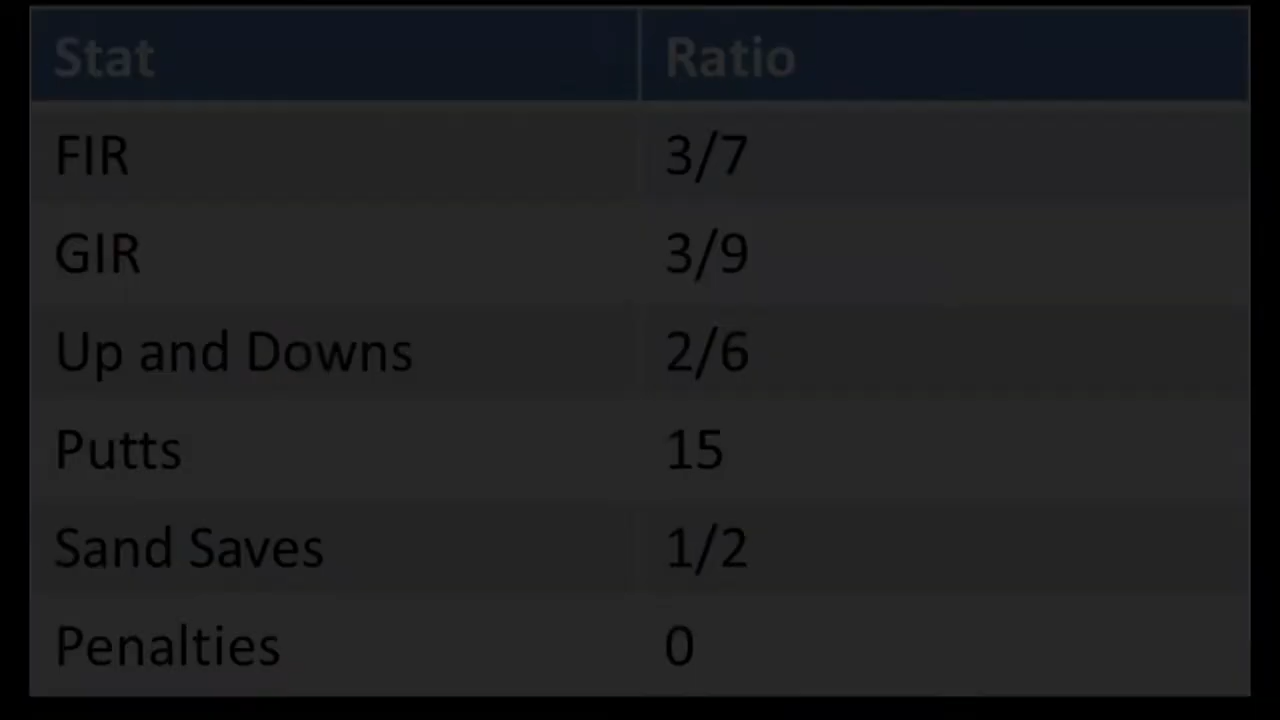 Stat Ratio
FIR 3/7
GIR 3/9
Up and Downs 2/6
Putts 15
Sand Saves 1/2
Penalties 0